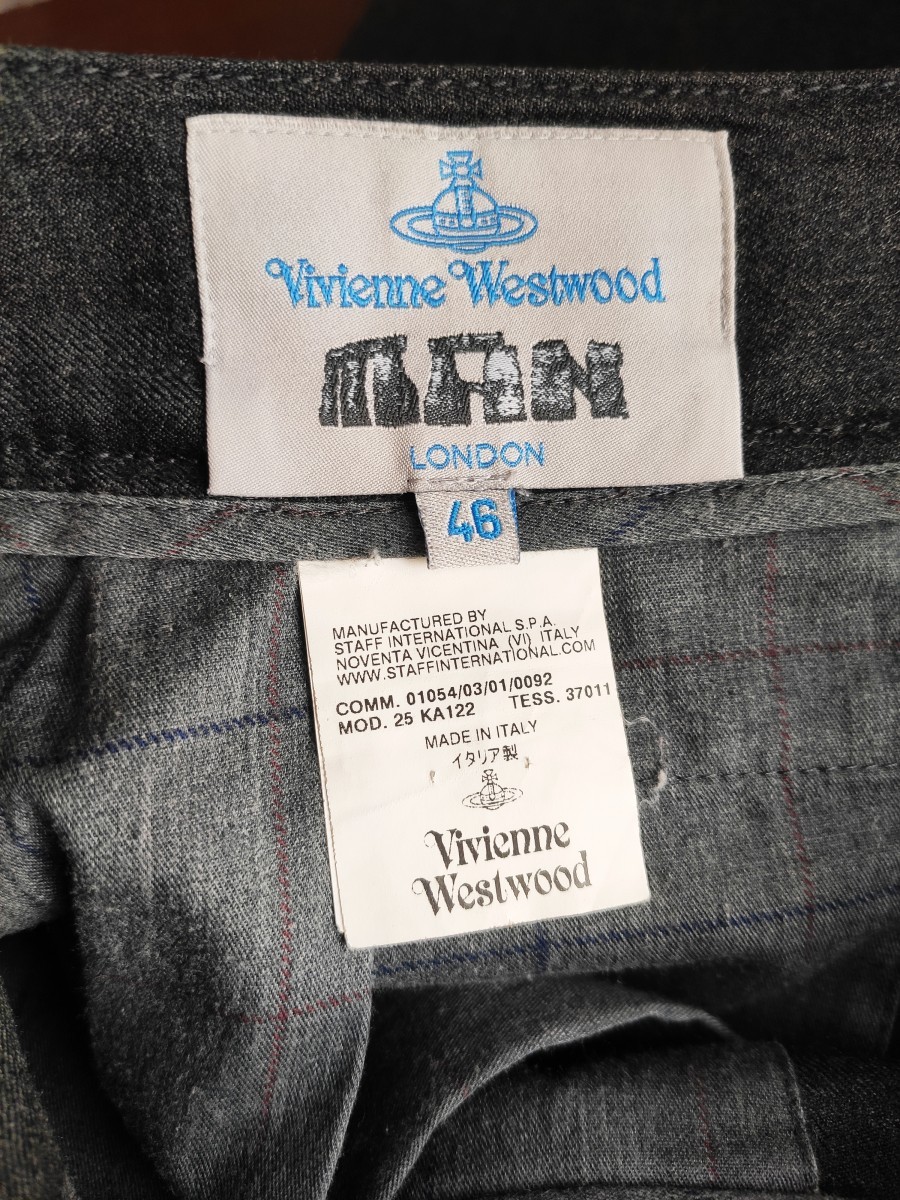 Vivienne Westwood
MAN
LONDON
46
MANUFACTURED BY
STAFF INTERNATIONAL S.P.A.
NOVENTA VICENTINA (VI) ITALY
WWW.STAFFINTERNATIONAL.COM
COMM. 01054/03/01/0092
MOD. 25 KA122 TESS. 37011
MADE IN ITALY
イタリア製
Vivienne
Westwood